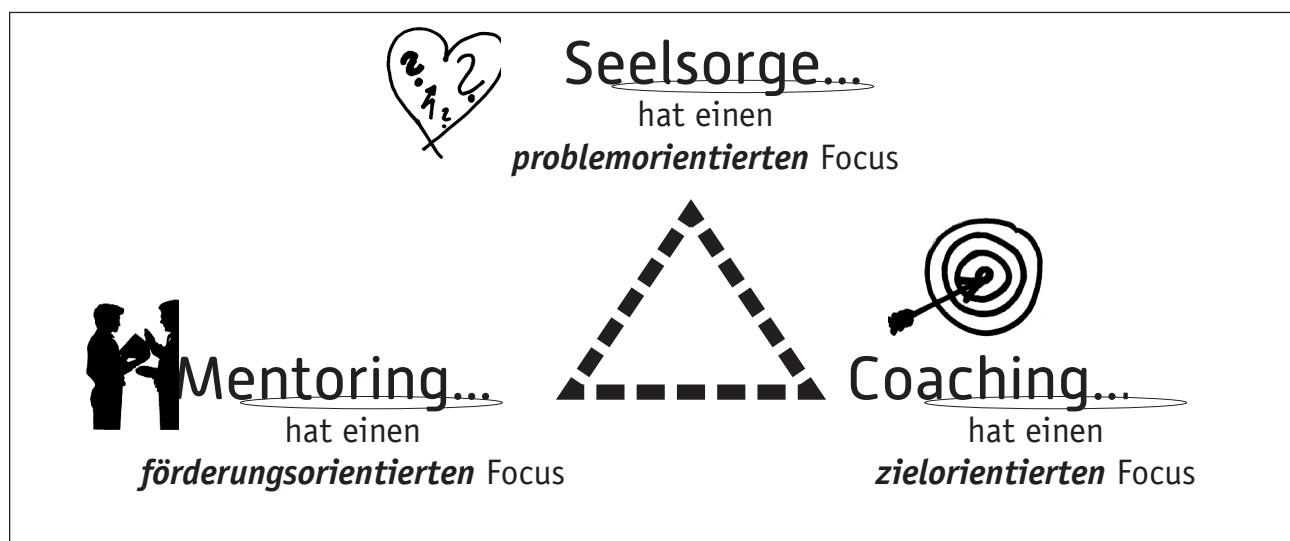 Seelsorge...
hat einen
problemorientierten Focus
Mentoring...
hat einen
förderungsorientierten Focus
Coaching...
hat einen
zielorientierten Focus